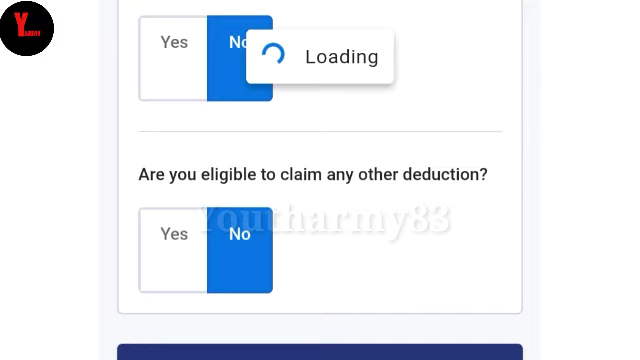 Yes
No
Loading
Are you eligible to claim any other deduction?
Youtharmy83
Yes
No